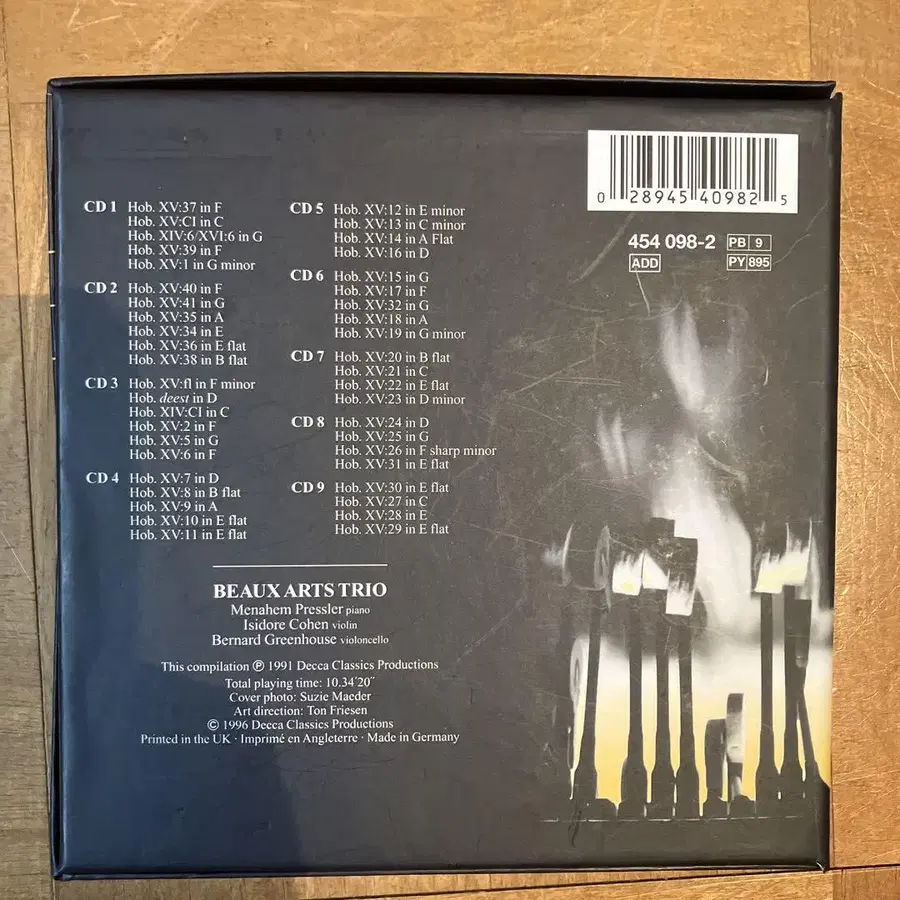 CD 1 Hob. XV:37 in F
Hob. XV:CI in C
Hob. XIV:6/XVI:6 in G
Hob. XV:39 in F
Hob. XV:1 in G minor
CD 2 Hob. XV:40 in F
Hob. XV:41 in G
Hob. XV:35 in A
Hob. XV:34 in E
Hob. XV:36 in E flat
Hob. XV:38 in B flat
CD 3 Hob. XV:fl in F minor
Hob. deest in D
Hob. XIV:CI in C
Hob. XV:2 in F
Hob. XV:5 in G
Hob. XV:6 in F
CD 4 Hob. XV:7 in D
Hob. XV:8 in B flat
Hob. XV:9 in A
Hob. XV:10 in E flat
Hob. XV:11 in E flat
CD 5 Hob. XV:12 in E minor
Hob. XV:13 in C minor
Hob. XV:14 in A Flat
Hob. XV:16 in D
CD 6 Hob. XV:15 in G
Hob. XV:17 in F
Hob. XV:32 in G
Hob. XV:18 in A
Hob. XV:19 in G minor
CD 7 Hob. XV:20 in B flat
Hob. XV:21 in C
Hob. XV:22 in E flat
Hob. XV:23 in D minor
CD 8 Hob. XV:24 in D
Hob. XV:25 in G
Hob. XV:26 in F sharp minor
Hob. XV:31 in E flat
CD 9 Hob. XV:30 in E flat
Hob. XV:27 in C
Hob. XV:28 in E
Hob. XV:29 in E flat
0 28945 40982 5
454 098-2 PB 9
ADD PY 895
BEAUX ARTS TRIO
Menahem Pressler piano
Isidore Cohen violin
Bernard Greenhouse violoncello
This compilation ℗ 1991 Decca Classics Productions
Total playing time: 10.34'20"
Cover photo: Suzie Maeder
Art direction: Ton Friesen
© 1996 Decca Classics Productions
Printed in the UK · Imprimé en Angleterre · Made in Germany